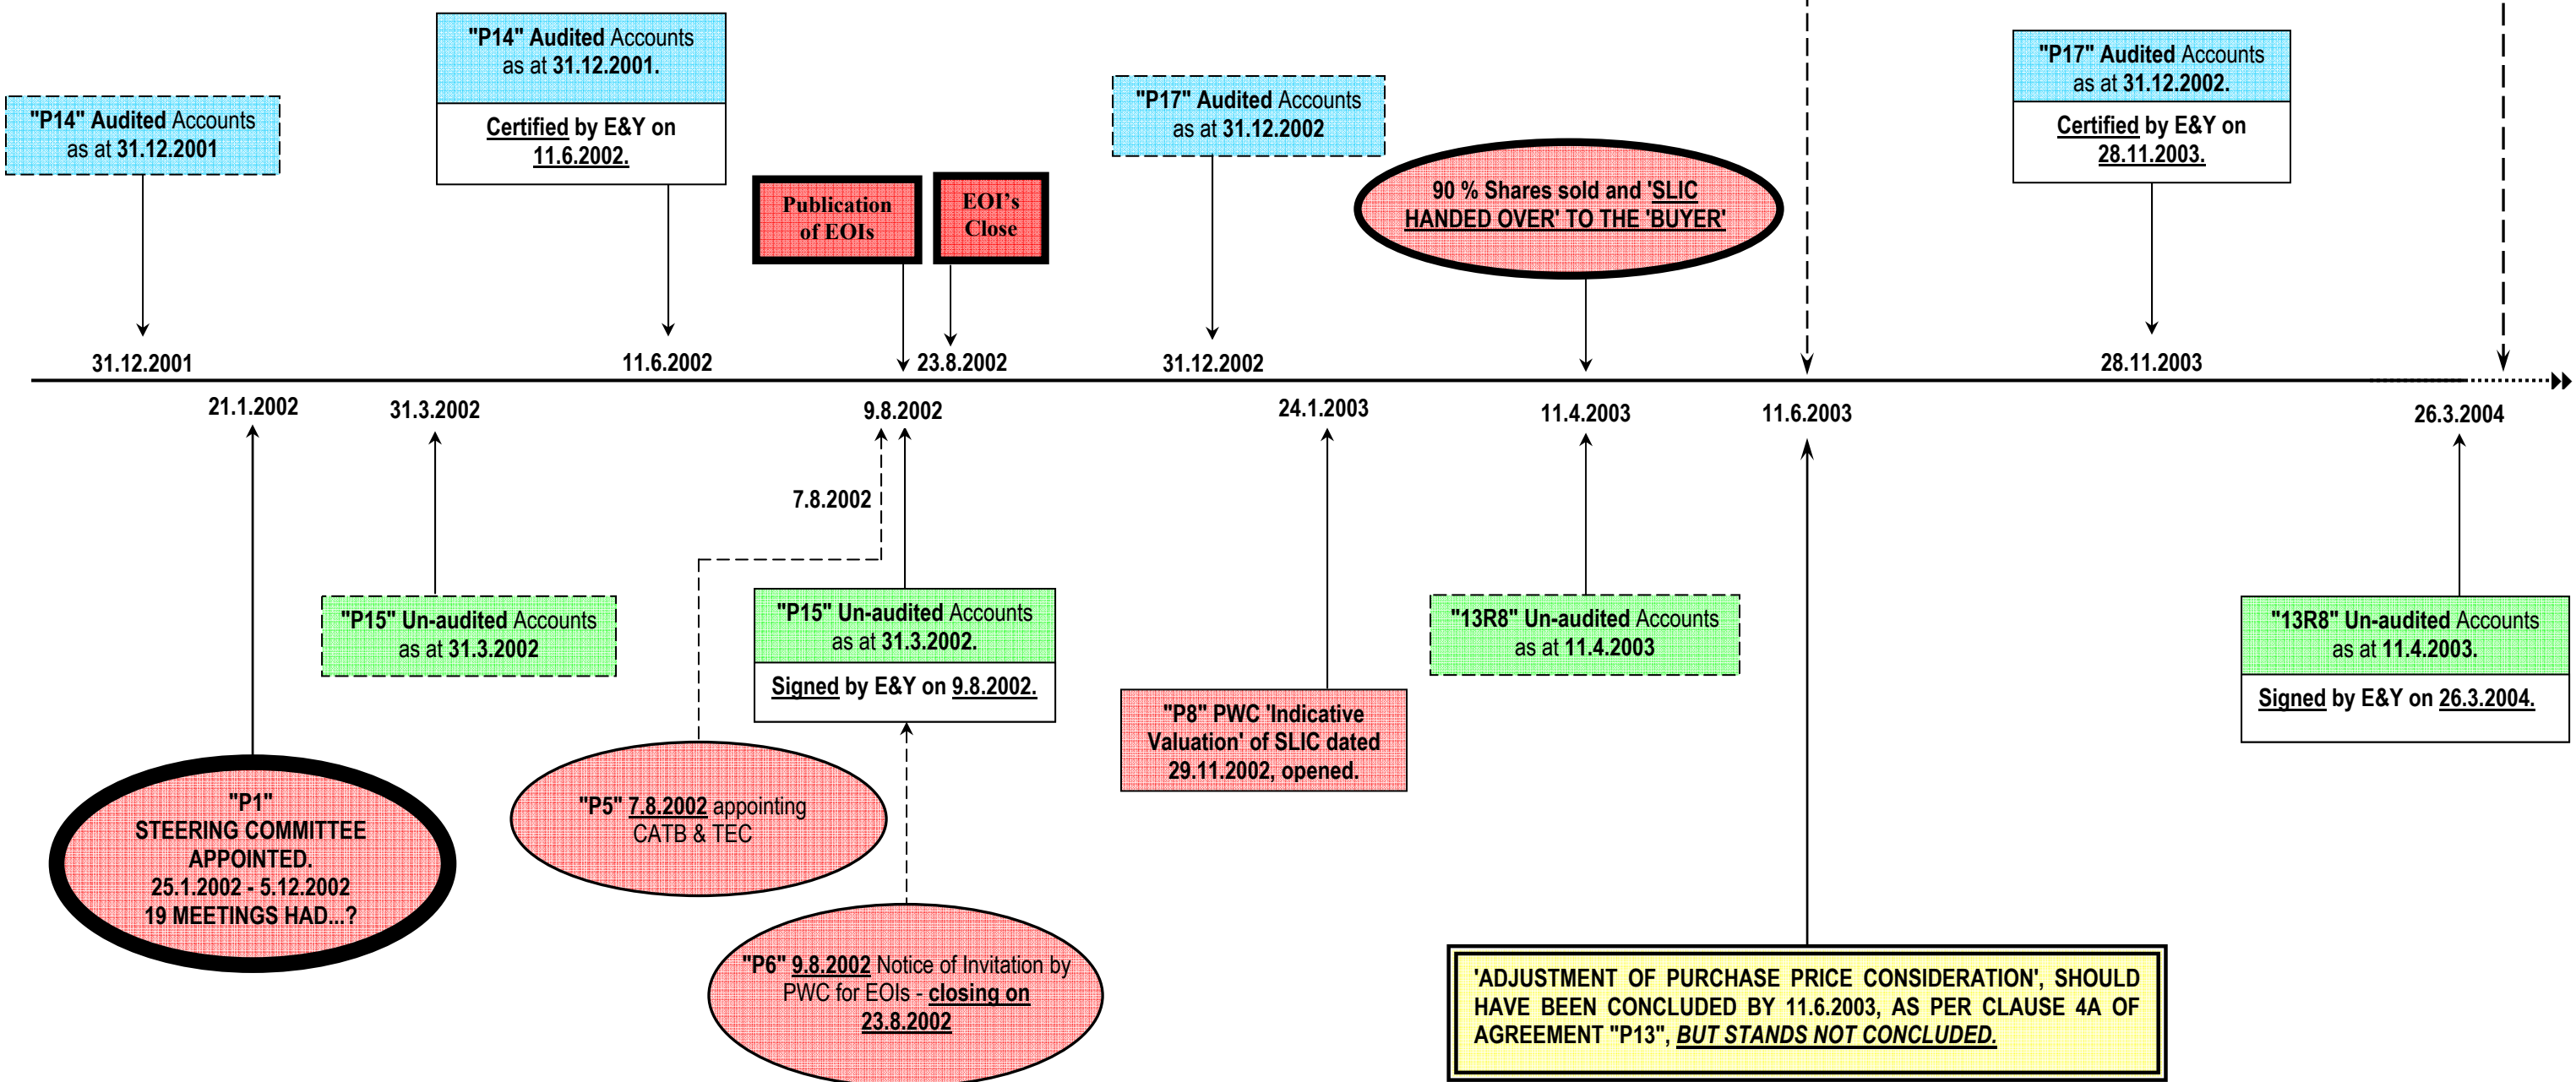 "P14" Audited Accounts
as at 31.12.2001
"P14" Audited Accounts
as at 31.12.2001.
Certified by E&Y on
11.6.2002.
Publication
of EOIs
EOI's
Close
"P17" Audited Accounts
as at 31.12.2002
90 % Shares sold and 'SLIC
HANDED OVER' TO THE 'BUYER'
"P17" Audited Accounts
as at 31.12.2002.
Certified by E&Y on
28.11.2003.
31.12.2001
11.6.2002
23.8.2002
31.12.2002
28.11.2003
21.1.2002
31.3.2002
9.8.2002
24.1.2003
11.4.2003
11.6.2003
26.3.2004
7.8.2002
"P15" Un-audited Accounts
as at 31.3.2002
"P15" Un-audited Accounts
as at 31.3.2002.
Signed by E&Y on 9.8.2002.
"13R8" Un-audited Accounts
as at 11.4.2003
"13R8" Un-audited Accounts
as at 11.4.2003.
Signed by E&Y on 26.3.2004.
"P8" PWC 'Indicative
Valuation' of SLIC dated
29.11.2002, opened.
"P1"
STEERING COMMITTEE
APPOINTED.
25.1.2002 - 5.12.2002
19 MEETINGS HAD...?
"P5" 7.8.2002 appointing
CATB & TEC
"P6" 9.8.2002 Notice of Invitation by
PWC for EOIs - closing on
23.8.2002
'ADJUSTMENT OF PURCHASE PRICE CONSIDERATION', SHOULD
HAVE BEEN CONCLUDED BY 11.6.2003, AS PER CLAUSE 4A OF
AGREEMENT "P13", BUT STANDS NOT CONCLUDED.